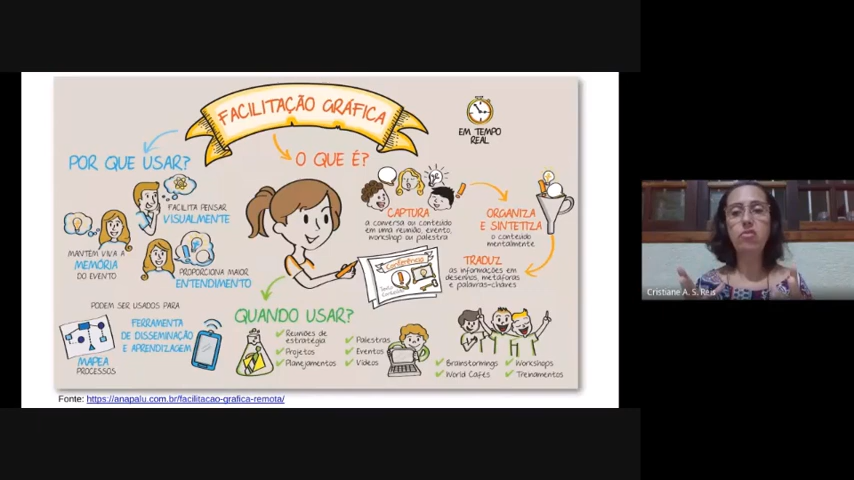 FACILITAÇÃO GRÁFICA
EM TEMPO
REAL
POR QUE USAR?
FACILITA PENSAR
VISUALMENTE
MANTÉM VIVA A
MEMÓRIA
DO EVENTO
PROPORCIONA MAIOR
ENTENDIMENTO
PODEM SER USADOS PARA
MAPEA
PROCESSOS
FERRAMENTA
DE DISSEMINAÇÃO
E APRENDIZAGEM
O QUE É?
CAPTURA
a conversa ou conteúdo
em uma reunião, evento,
workshop ou palestra
ORGANIZA
E SINTETIZA
o conteúdo
mentalmente
TRADUZ
as informações em
desenhos, metáforas
e palavras-chaves
Conferência
QUANDO USAR?
Reuniões de
estratégia
Projetos
Planejamentos
Palestras
Eventos
Vídeos
Brainstormings
World Cafés
Workshops
Treinamentos
Fonte: https://anapalu.com.br/facilitacao-grafica-remota/
Cristiane A. S. Reis